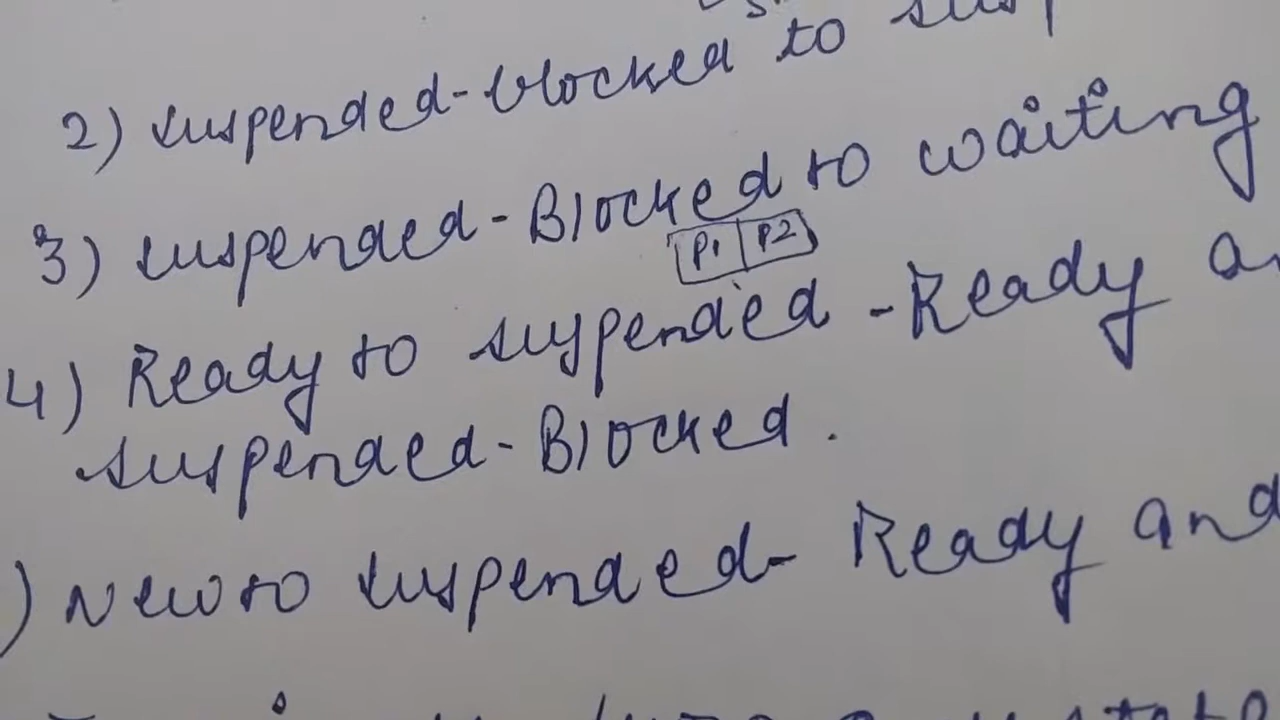 2) suspended-blocked to susp
3) suspended-Blocked to waiting
P1 P2
4) Ready to suspended-Ready
suspended-Blocked.
) New to suspended-Ready and